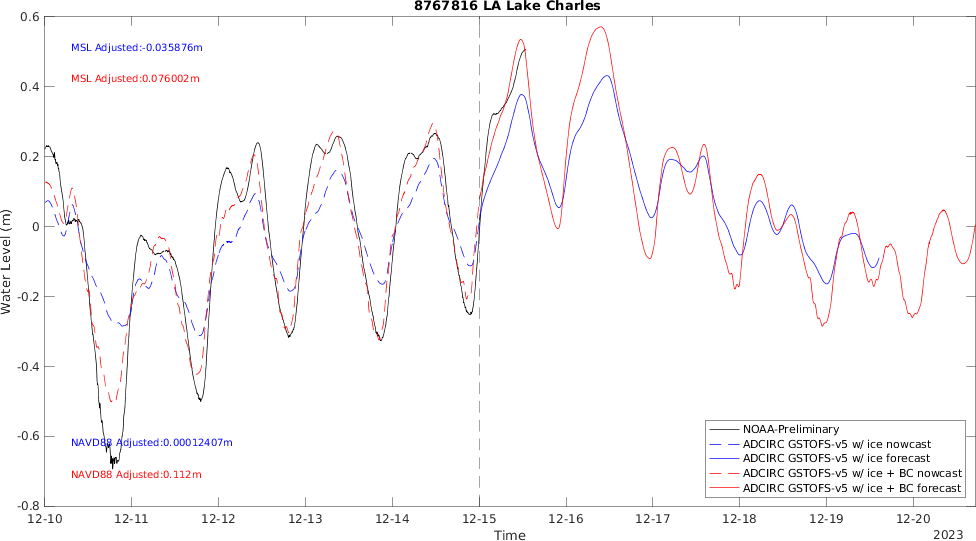 8767816 LA Lake Charles
0.6
MSL Adjusted:-0.035876m
MSL Adjusted:0.076002m
0.4
0.2
0
-0.2
-0.4
-0.6
-0.8
Water Level (m)
NAVD88 Adjusted:0.00012407m
NAVD88 Adjusted:0.112m
NOAA-Preliminary
ADCIRC GSTOFS-v5 w/ ice nowcast
ADCIRC GSTOFS-v5 w/ ice forecast
ADCIRC GSTOFS-v5 w/ ice + BC nowcast
ADCIRC GSTOFS-v5 w/ ice + BC forecast
12-10 12-11 12-12 12-13 12-14 12-15 12-16 12-17 12-18 12-19 12-20
Time
2023